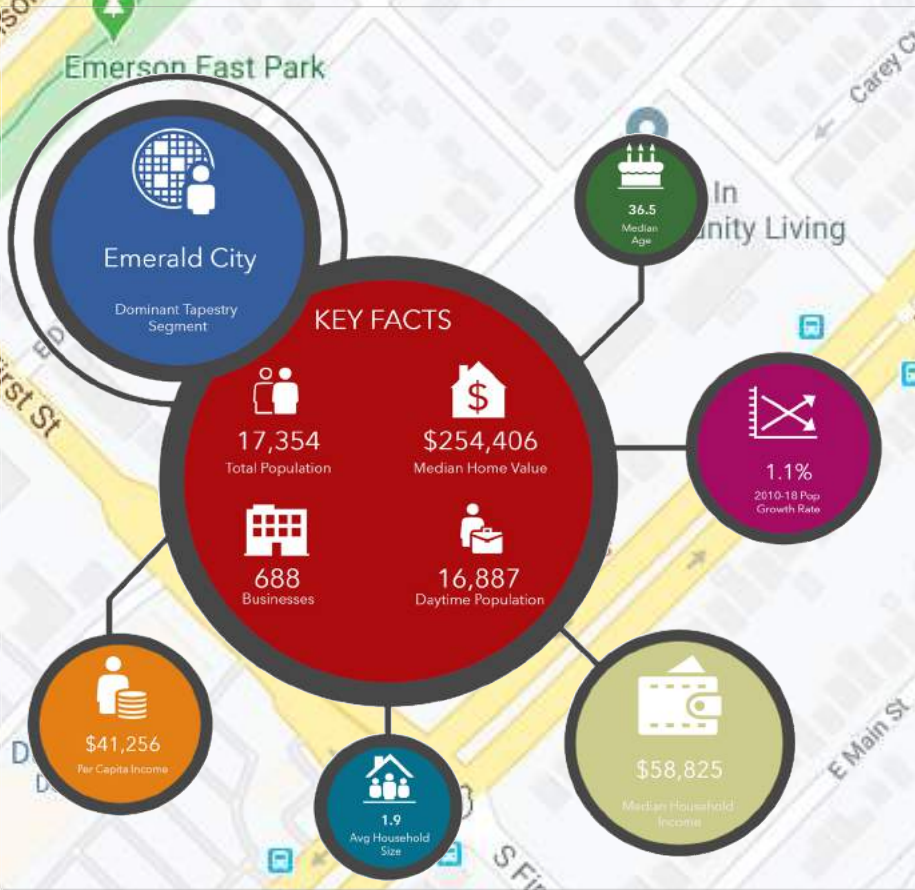 Emerson East Park
Carey C
Emerald City
Dominant Tapestry
Segment
36.5
Median
Age
In
unity Living
KEY FACTS
17,354
Total Population
$254,406
Median Home Value
688
Businesses
16,887
Daytime Population
1.1%
2010-18 Pop
Growth Rate
rst St
E D
$41,256
Per Capita Income
1.9
Avg Household
Size
$58,825
Median Household
Income
E Main St
S Fir